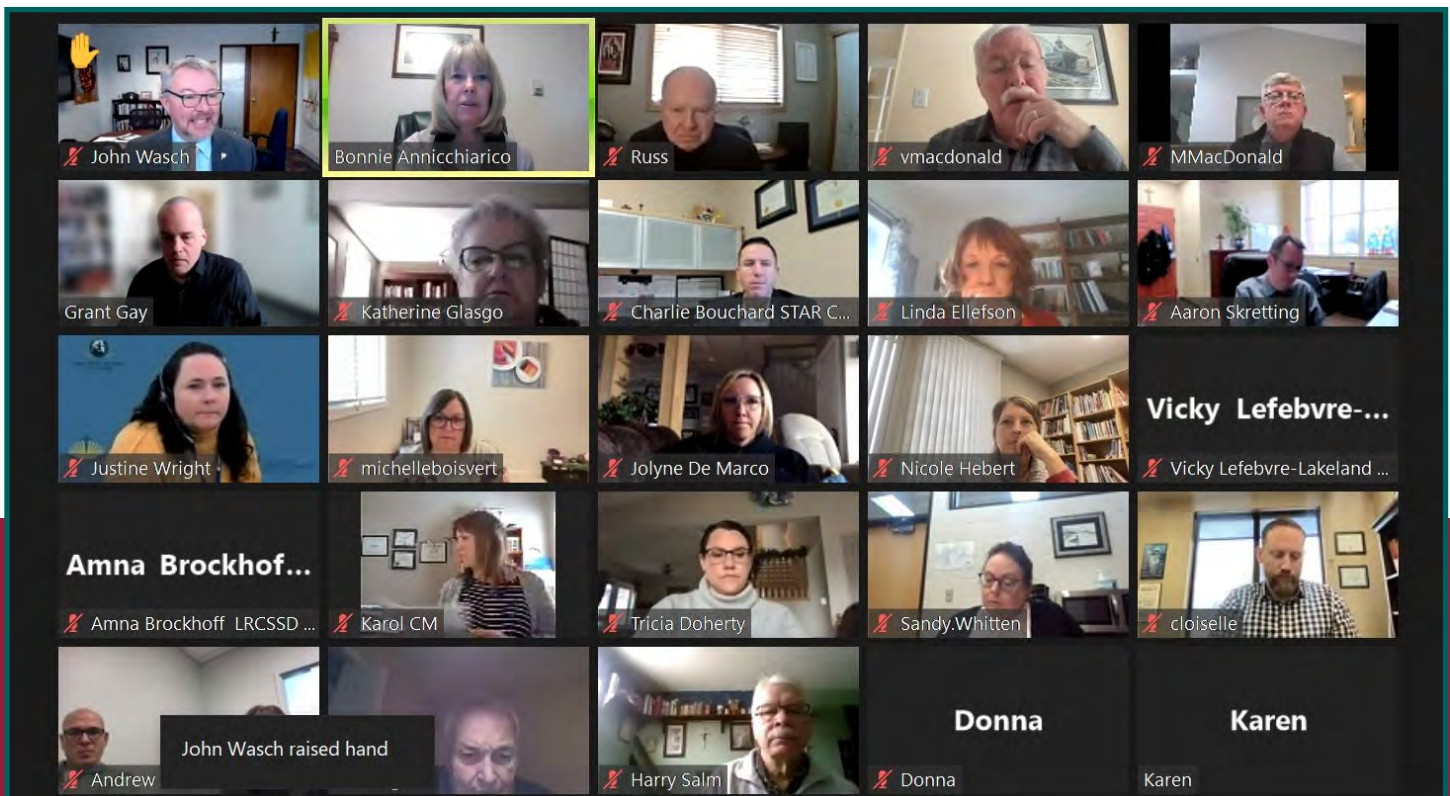 John Wasch
Bonnie Annicchiarico
Russ
vmacdonald
MMacDonald
Grant Gay
Katherine Glasgo
Charlie Bouchard STAR C...
Linda Ellefson
Aaron Skretting
Justine Wright
michelleboisvert
Jolyne De Marco
Nicole Hebert
Vicky Lefebvre-...
Vicky Lefebvre-Lakeland ...
Amna Brockhof...
Amna Brockhoff LRCSSD ...
Karol CM
Tricia Doherty
Sandy.Whitten
cloiselle
John Wasch raised hand
Andrew
Harry Salm
Donna
Donna
Karen
Karen